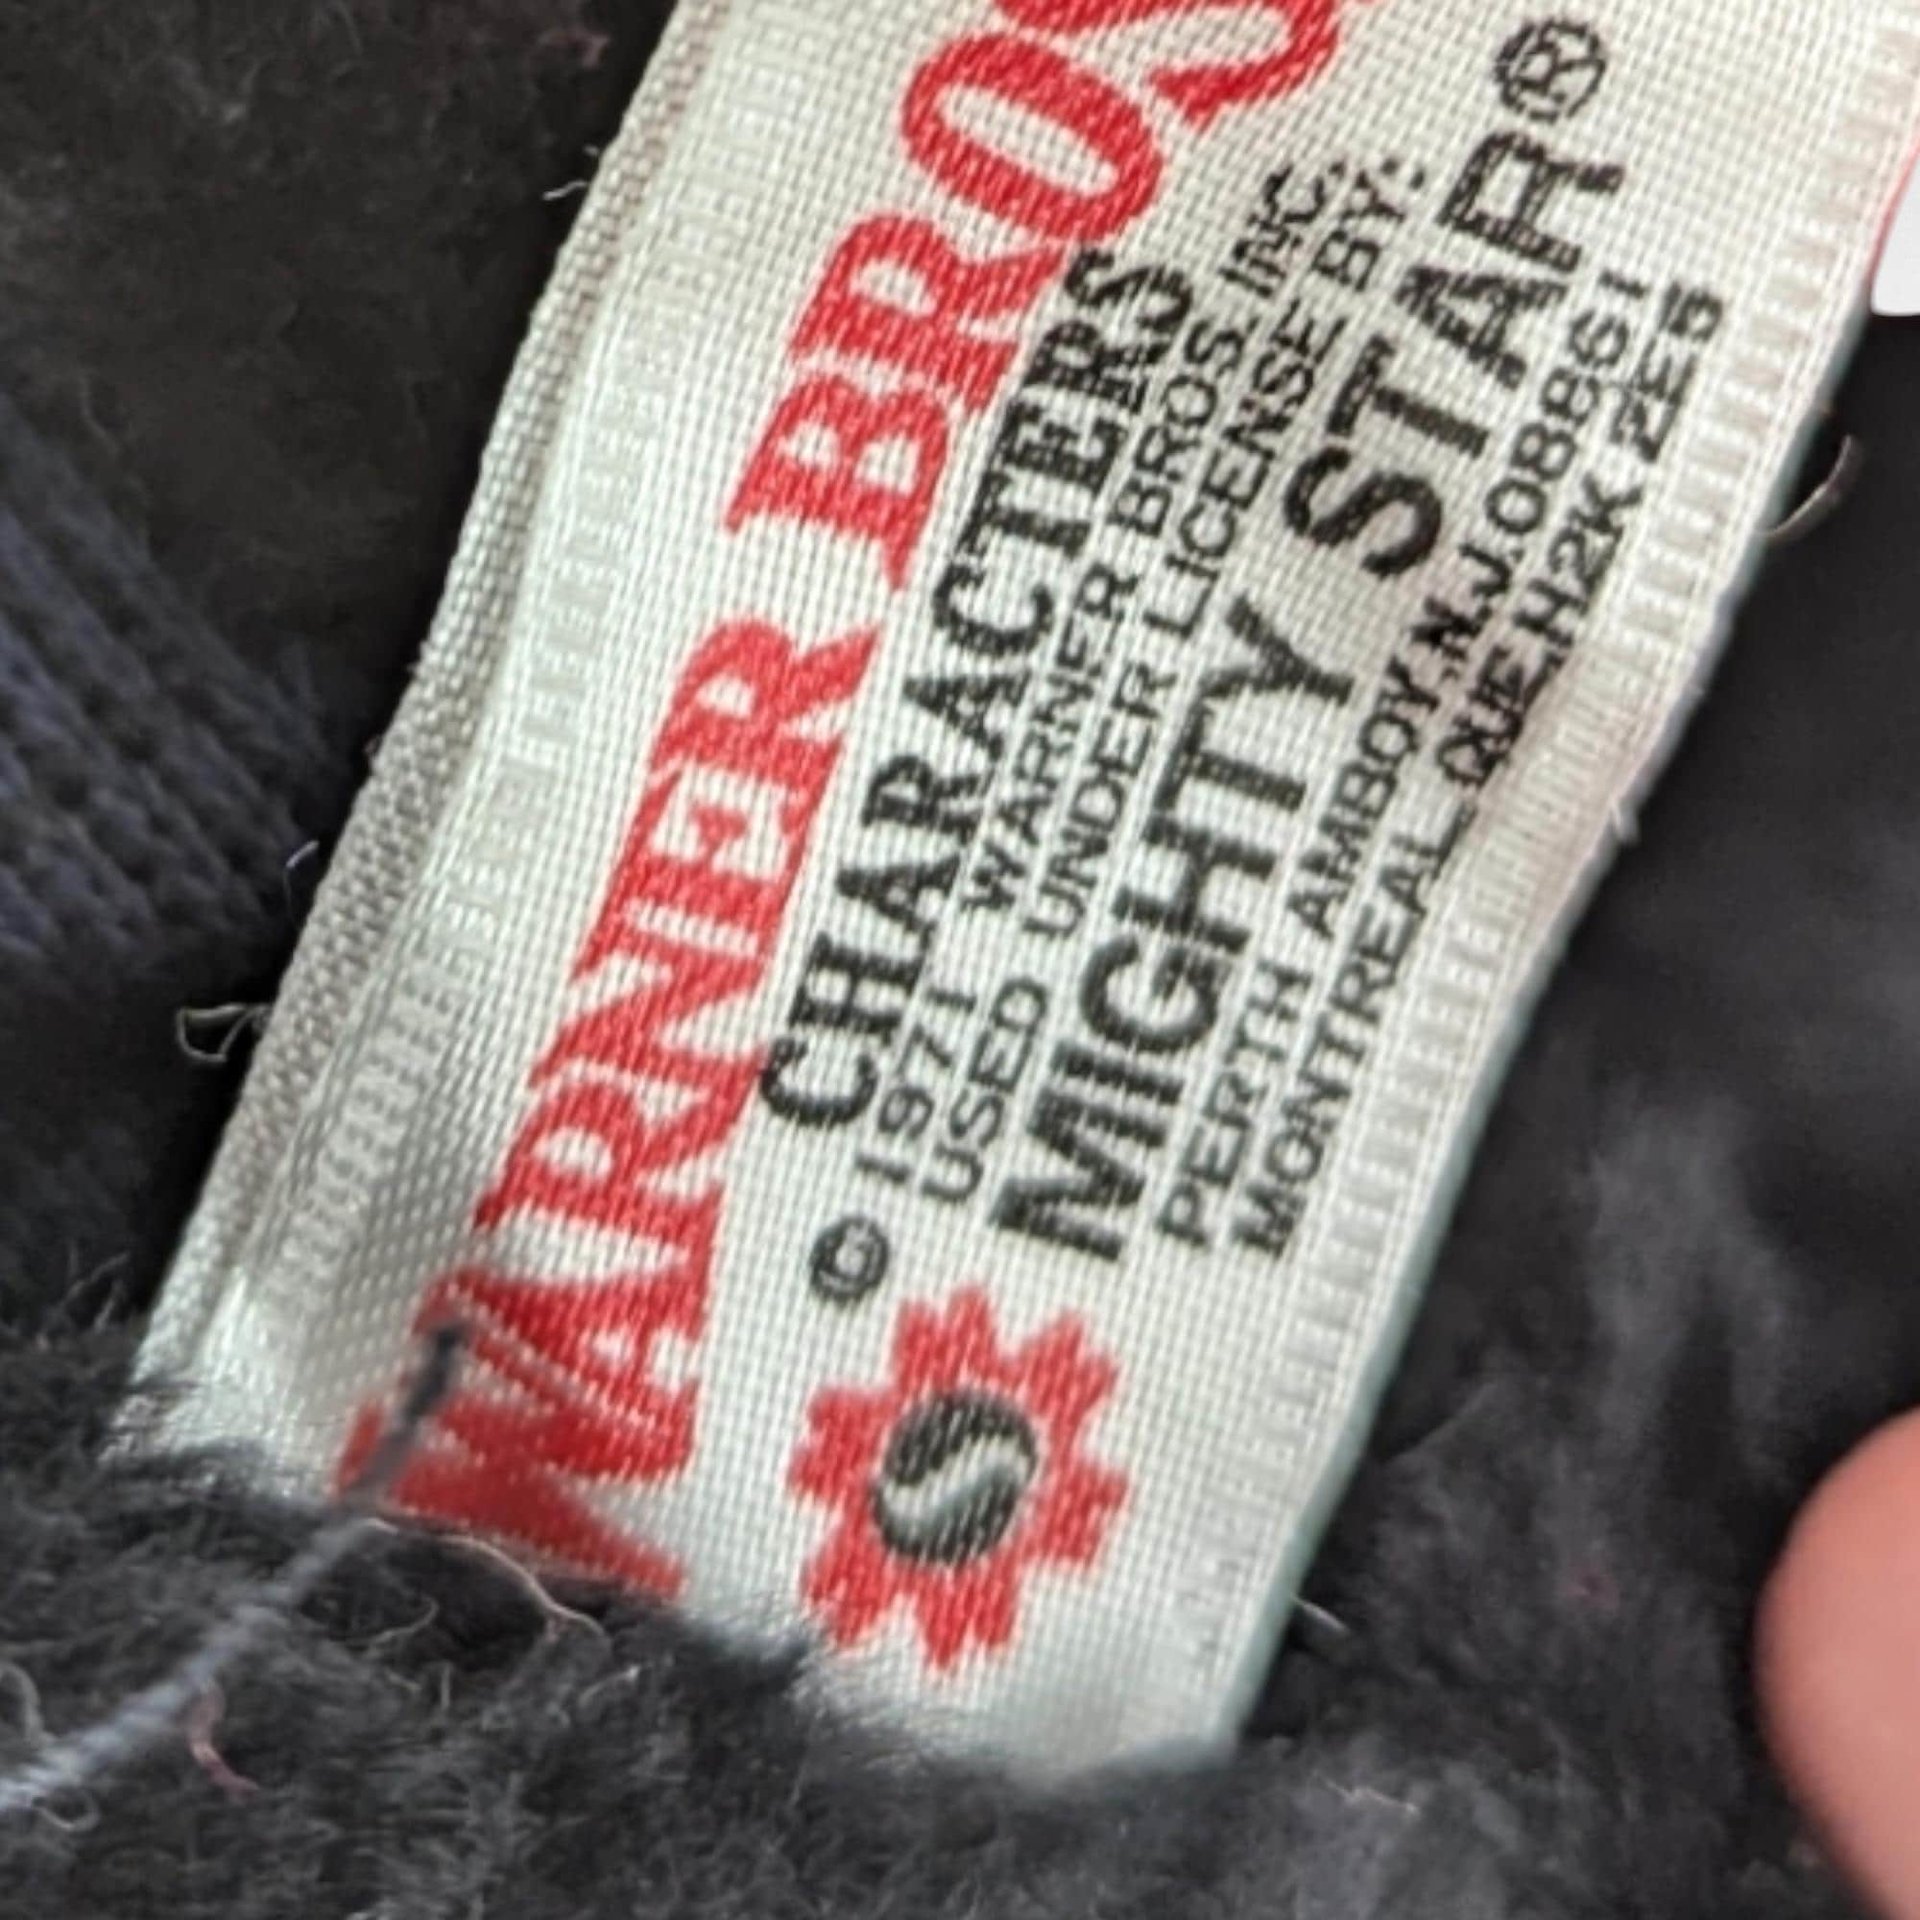 WARNER BROS
CHARACTERS
© 1971 WARNER BROS. INC.
USED UNDER LICENSE BY:
MIGHTY STAR®
PERTH AMBOY, N.J. 08861
MONTREAL QUE. H2K 2E5
S